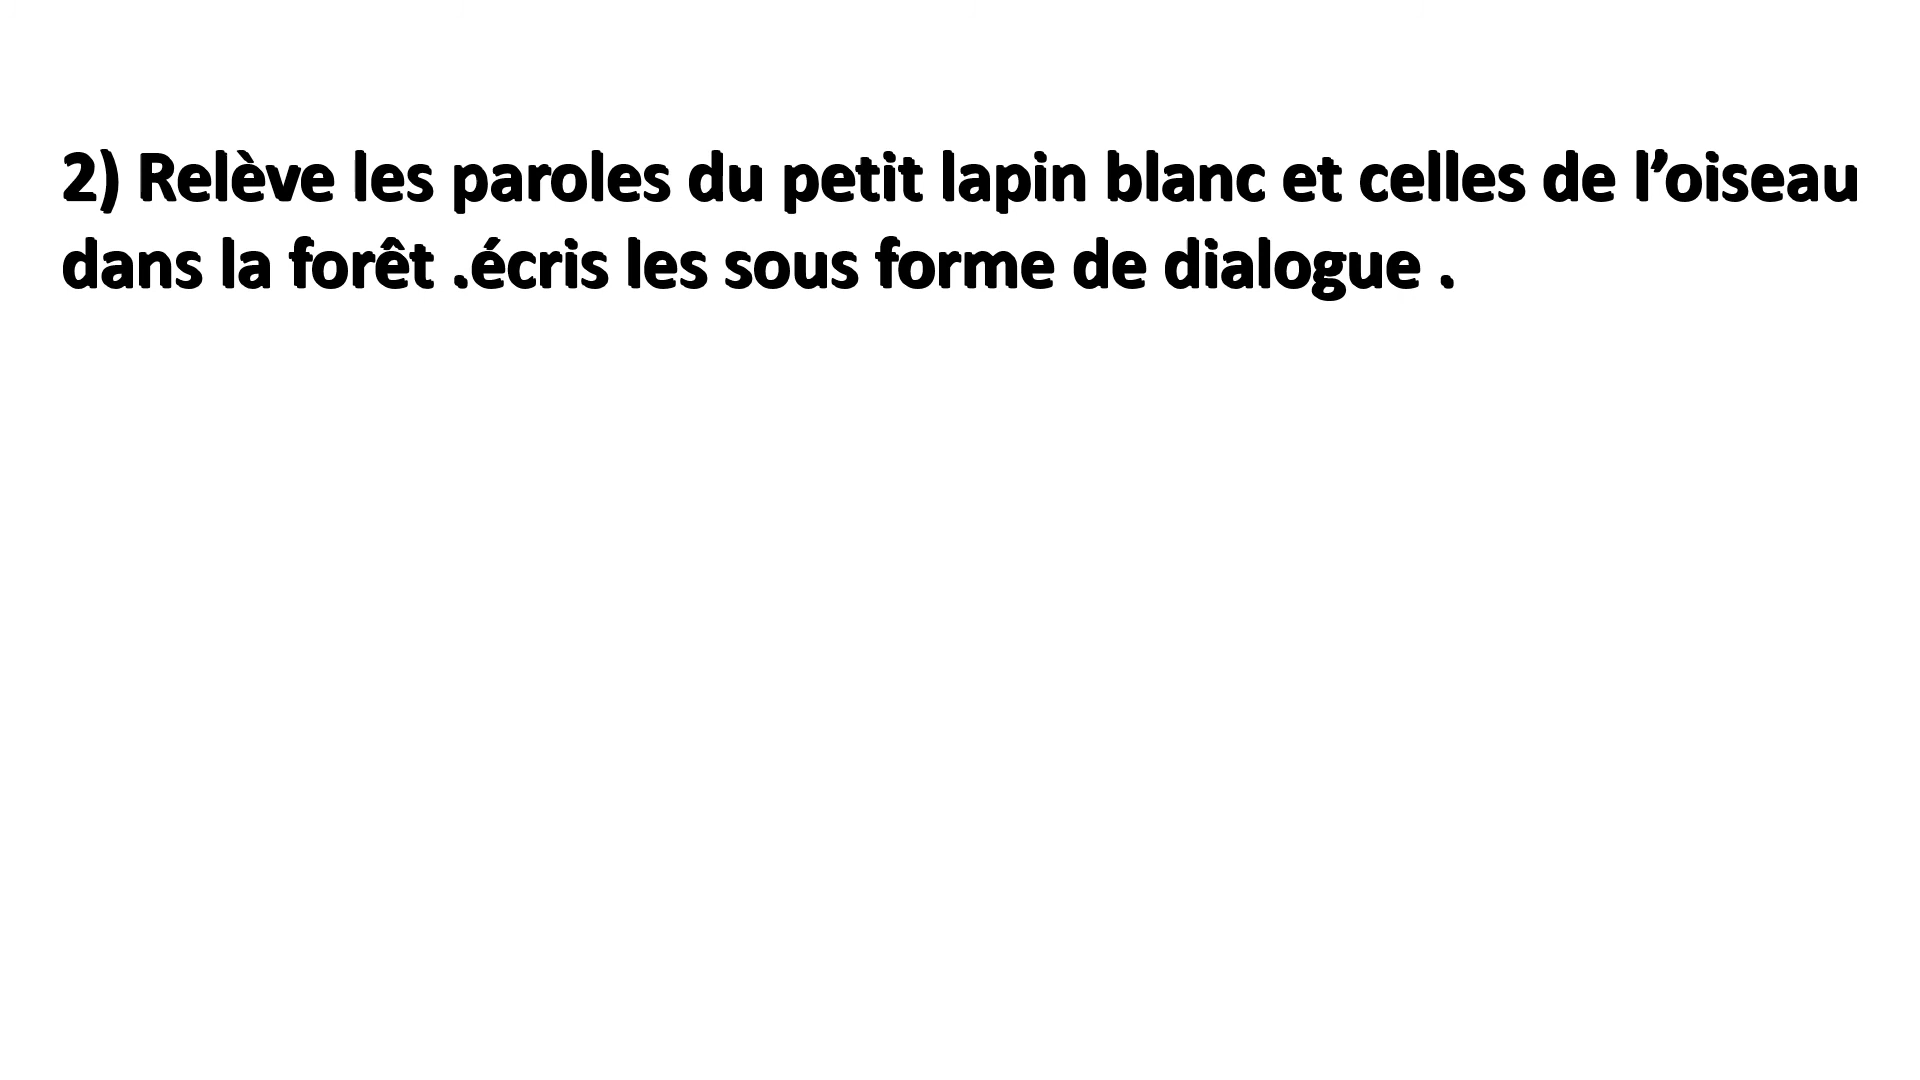 2) Relève les paroles du petit lapin blanc et celles de l’oiseau
dans la forêt .écris les sous forme de dialogue .